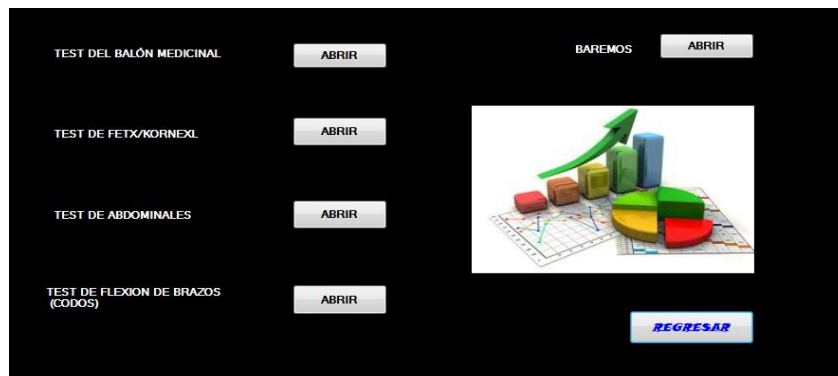 TEST DEL BALÓN MEDICINAL
ABRIR
BAREMOS
ABRIR
TEST DE FETX/KORNEXL
ABRIR
TEST DE ABDOMINALES
ABRIR
TEST DE FLEXION DE BRAZOS
(CODOS)
ABRIR
REGRESAR